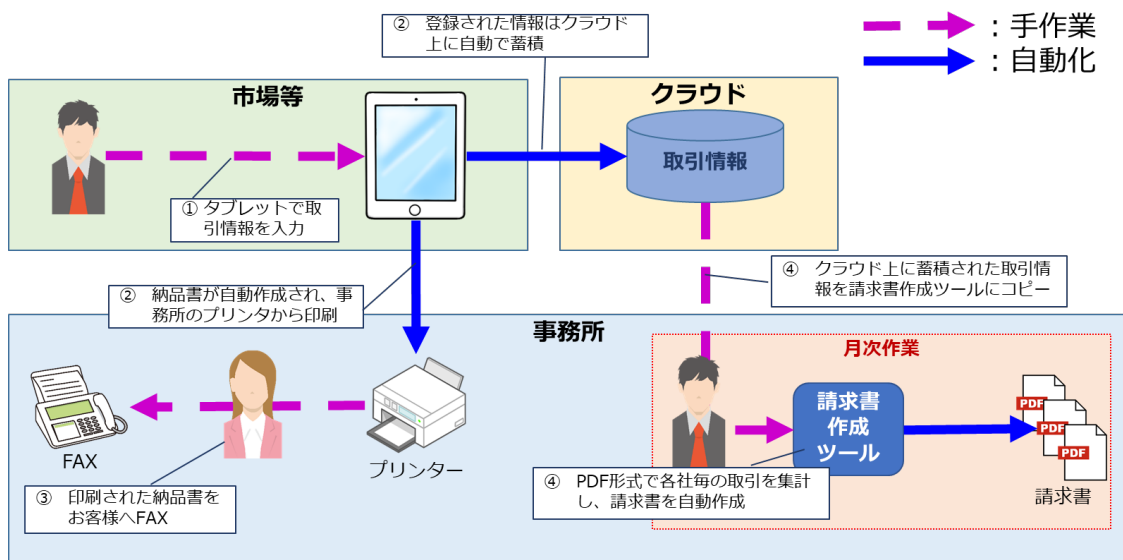 ② 登録された情報はクラウド
上に自動で蓄積
：手作業
：自動化
市場等
クラウド
取引情報
① タブレットで取
引情報を入力
② 納品書が自動作成され、事
務所のプリンタから印刷
④ クラウド上に蓄積された取引情
報を請求書作成ツールにコピー
事務所
月次作業
請求書
作成
ツール
PDF
PDF
PDF
FAX
プリンター
③ 印刷された納品書を
お客様へFAX
④ PDF形式で各社毎の取引を集計
し、請求書を自動作成
請求書